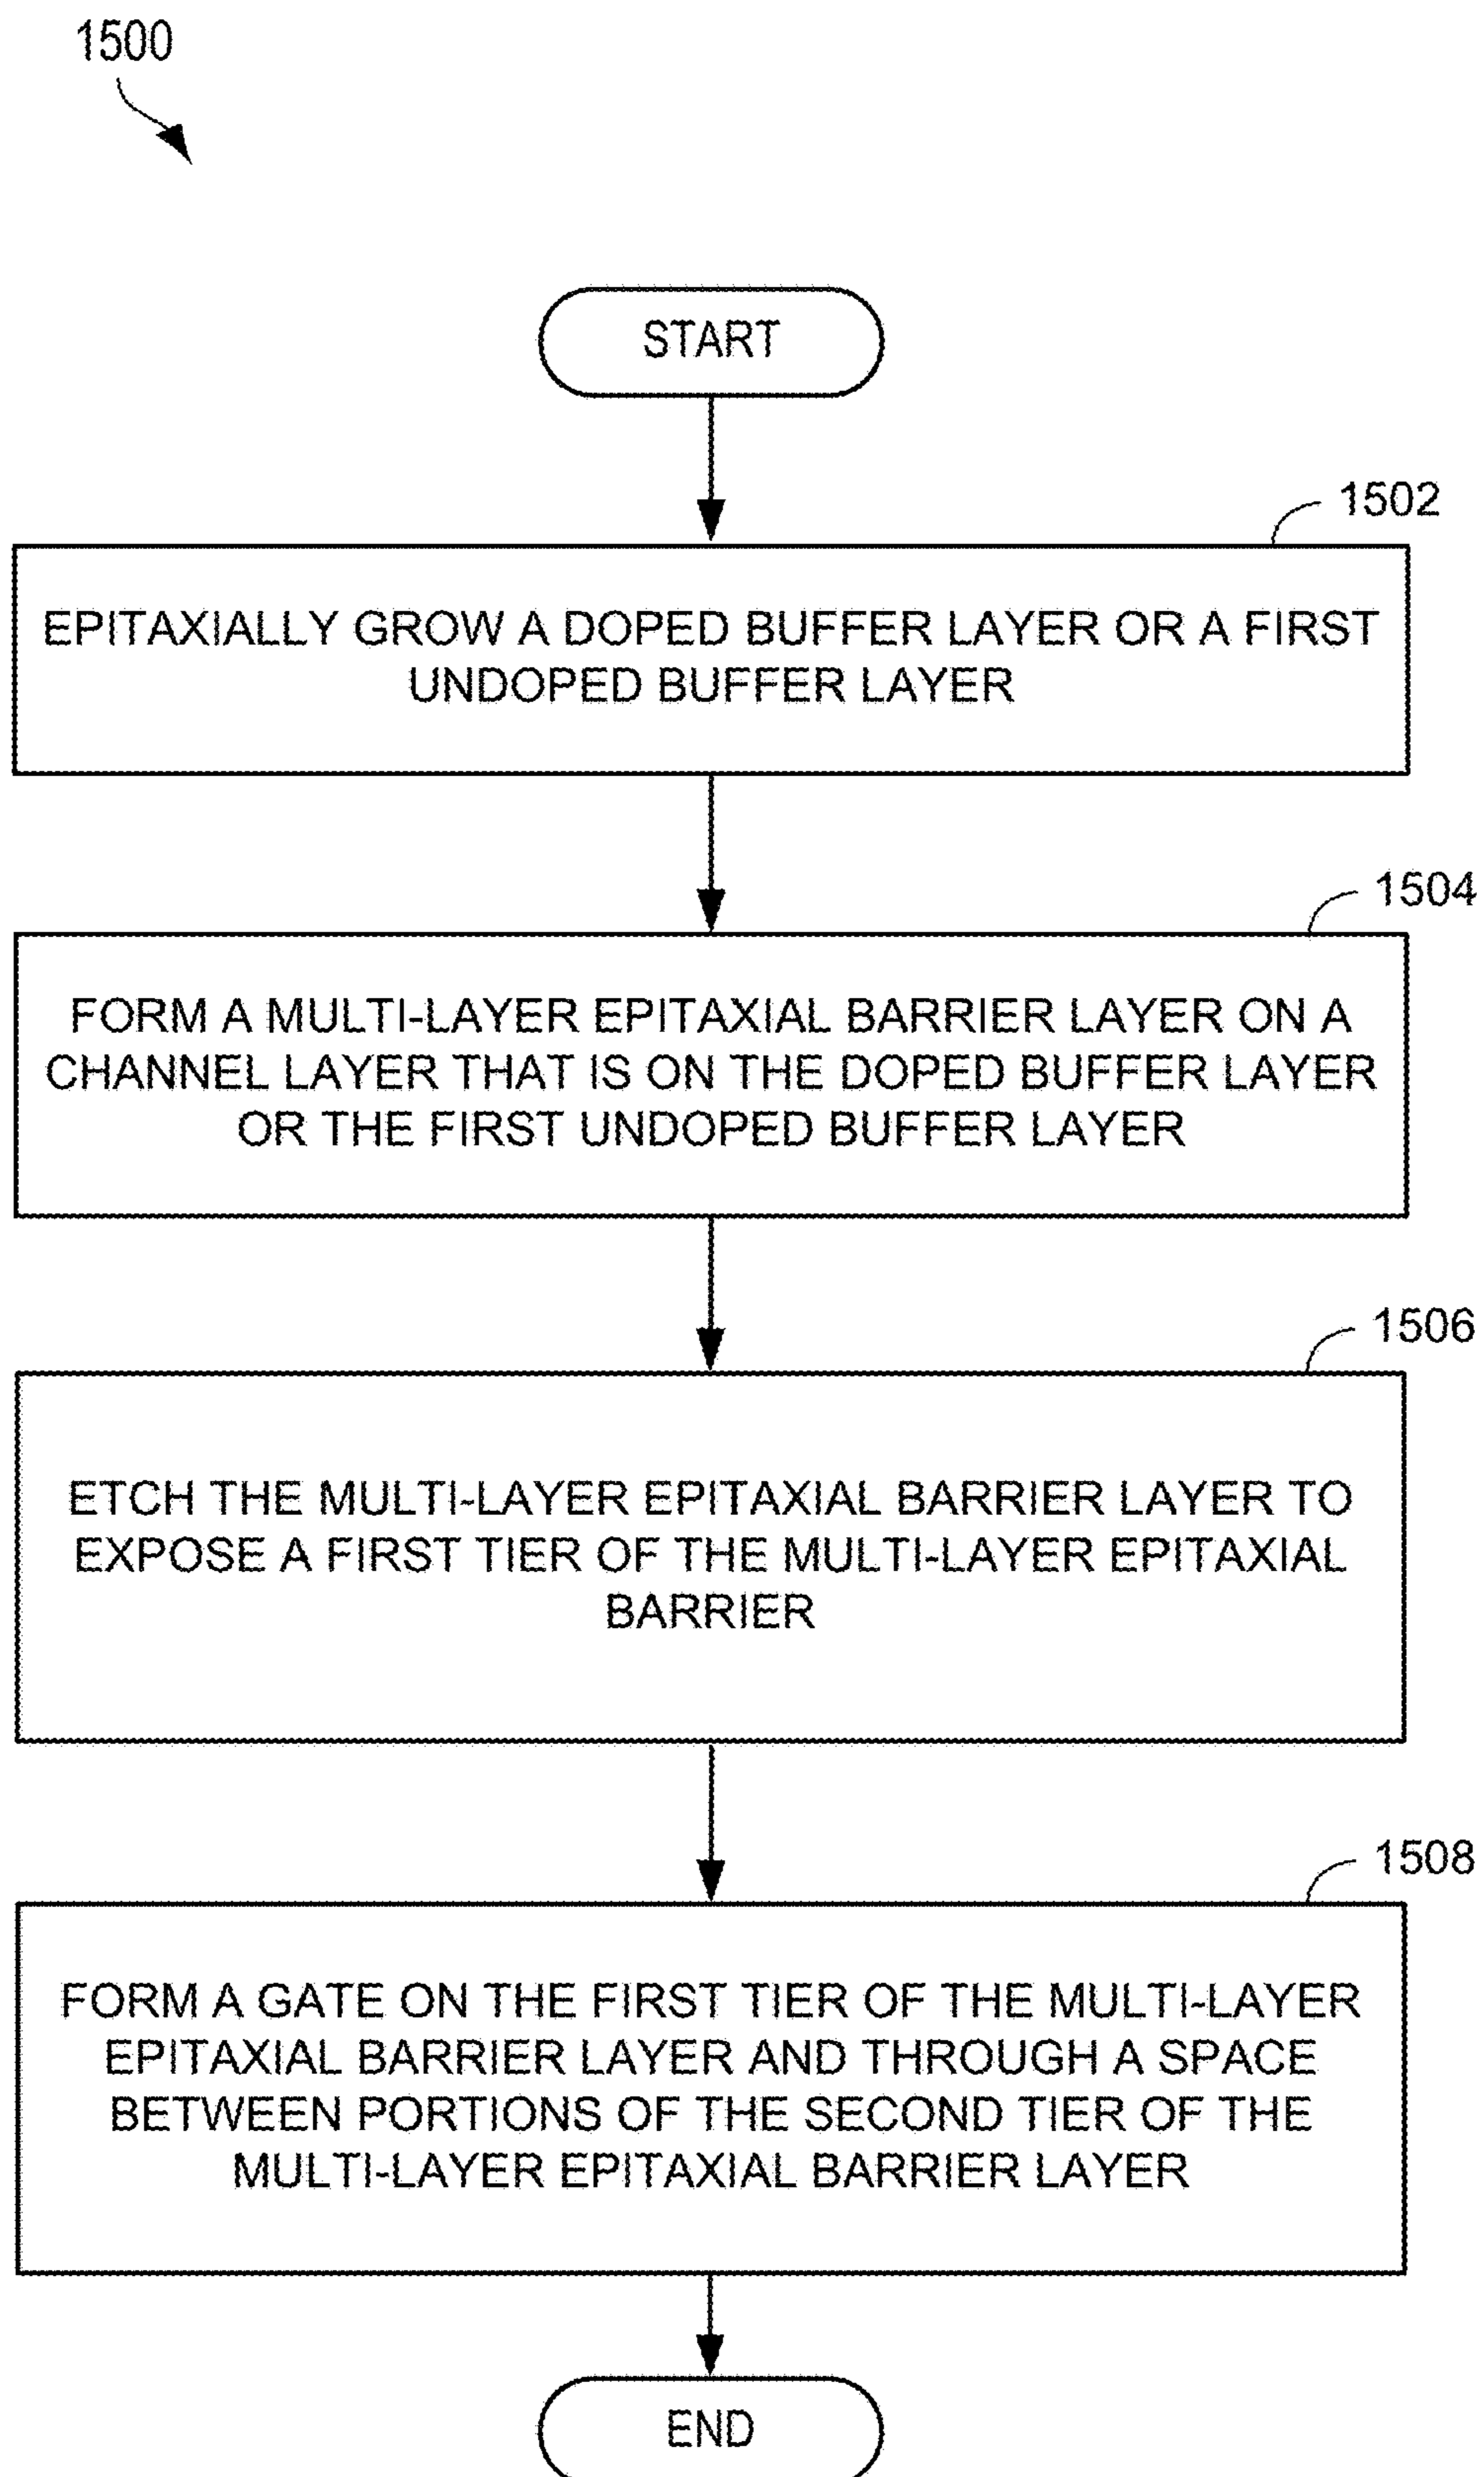 1500
START
1502
EPITAXIALLY GROW A DOPED BUFFER LAYER OR A FIRST
UNDOPED BUFFER LAYER
1504
FORM A MULTI-LAYER EPITAXIAL BARRIER LAYER ON A
CHANNEL LAYER THAT IS ON THE DOPED BUFFER LAYER
OR THE FIRST UNDOPED BUFFER LAYER
1506
ETCH THE MULTI-LAYER EPITAXIAL BARRIER LAYER TO
EXPOSE A FIRST TIER OF THE MULTI-LAYER EPITAXIAL
BARRIER
1508
FORM A GATE ON THE FIRST TIER OF THE MULTI-LAYER
EPITAXIAL BARRIER LAYER AND THROUGH A SPACE
BETWEEN PORTIONS OF THE SECOND TIER OF THE
MULTI-LAYER EPITAXIAL BARRIER LAYER
END